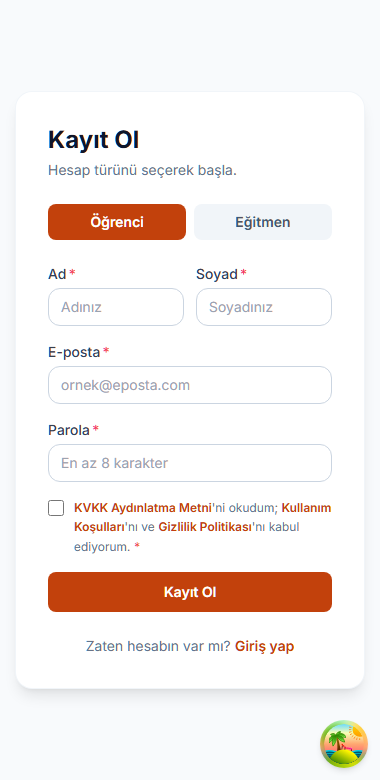 Kayıt Ol
Hesap türünü seçerek başla.
Öğrenci
Eğitmen
Ad *
Soyad *
Adınız
Soyadınız
E-posta *
ornek@eposta.com
Parola *
En az 8 karakter
KVKK Aydınlatma Metni'ni okudum; Kullanım
Koşulları'nı ve Gizlilik Politikası'nı kabul
ediyorum. *
Kayıt Ol
Zaten hesabın var mı? Giriş yap